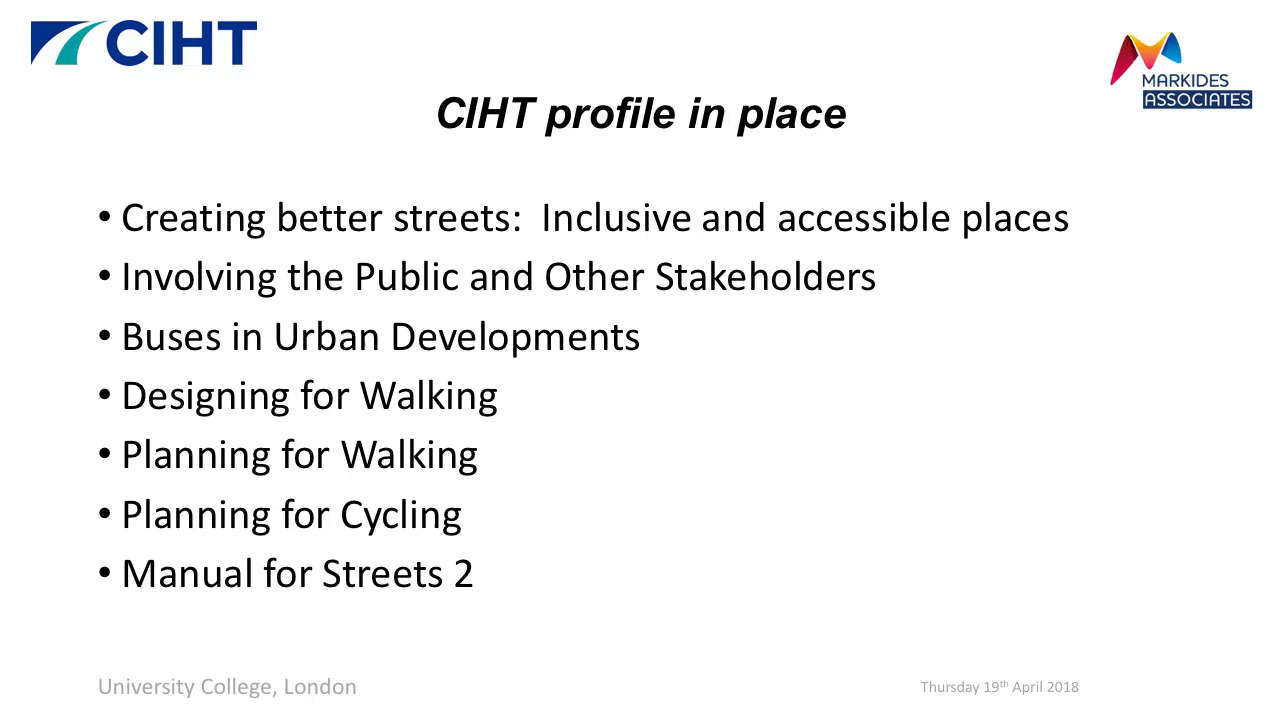 CIHT
MARKIDES
ASSOCIATES
CIHT profile in place
• Creating better streets:  Inclusive and accessible places
• Involving the Public and Other Stakeholders
• Buses in Urban Developments
• Designing for Walking
• Planning for Walking
• Planning for Cycling
• Manual for Streets 2
University College, London
Thursday 19th April 2018